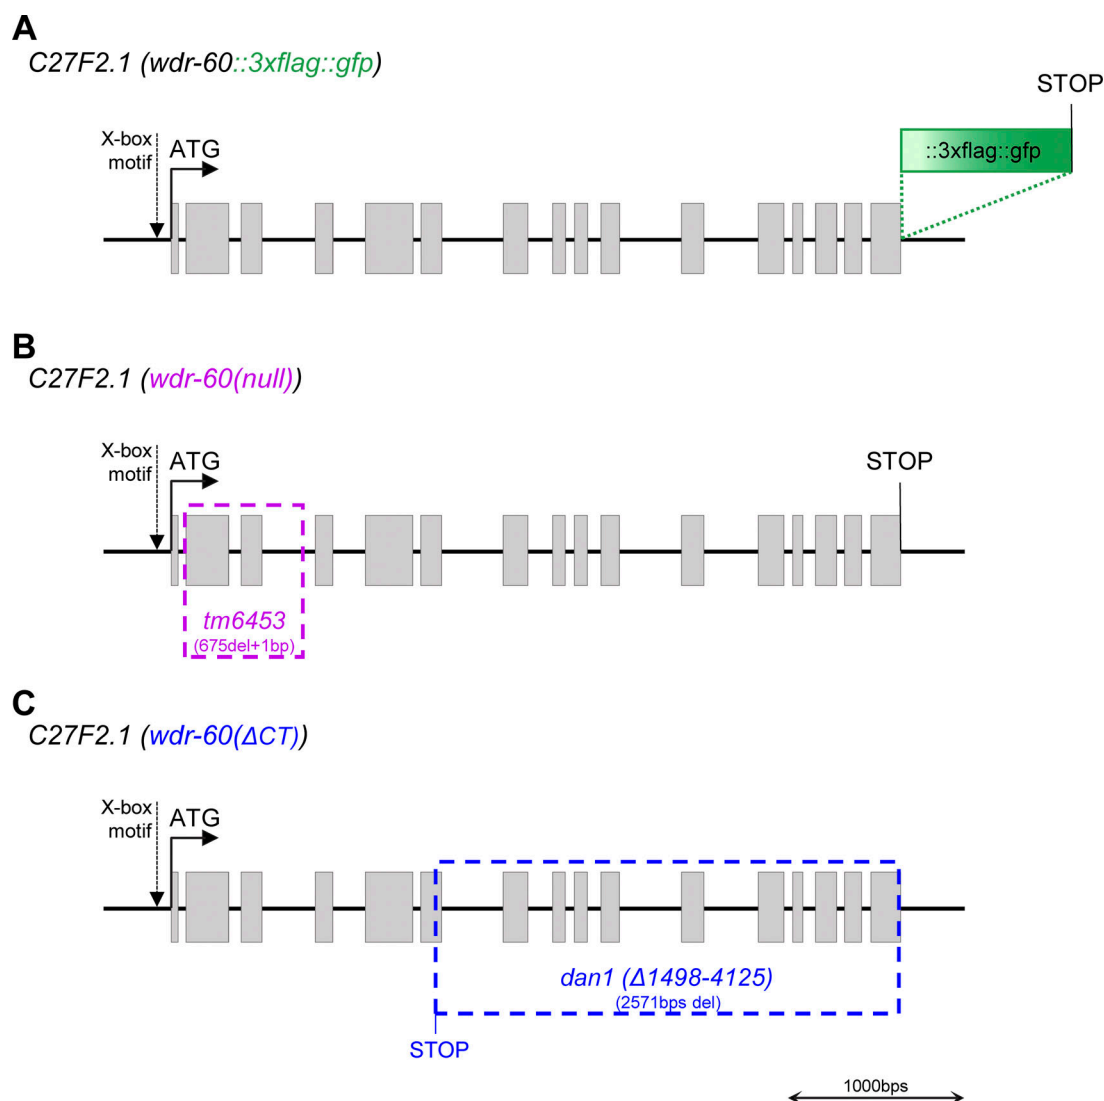 A
C27F2.1 (wdr-60::3xflag::gfp)
STOP
X-box
motif
ATG
::3xflag::gfp
B
C27F2.1 (wdr-60(null))
X-box
motif
ATG
STOP
tm6453
(675del+1bp)
C
C27F2.1 (wdr-60(ΔCT))
X-box
motif
ATG
dan1 (Δ1498-4125)
(2571bps del)
STOP
1000bps